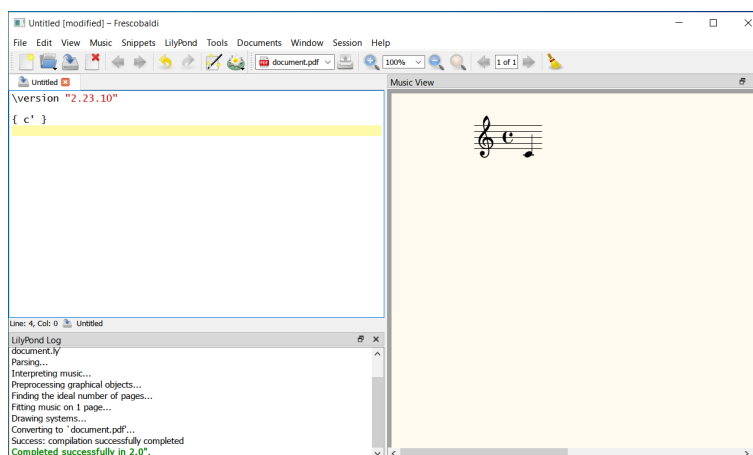 Untitled [modified] – Frescobaldi
File Edit View Music Snippets LilyPond Tools Documents Window Session Help
document.pdf 100% 1 of 1
Untitled
Music View
\version "2.23.10"
{ c' }
Line: 4, Col: 0 Untitled
LilyPond Log
document.ly'
Parsing...
Interpreting music...
Preprocessing graphical objects...
Finding the ideal number of pages...
Fitting music on 1 page...
Drawing systems...
Converting to `document.pdf'...
Success: compilation successfully completed
Completed successfully in 2.0".